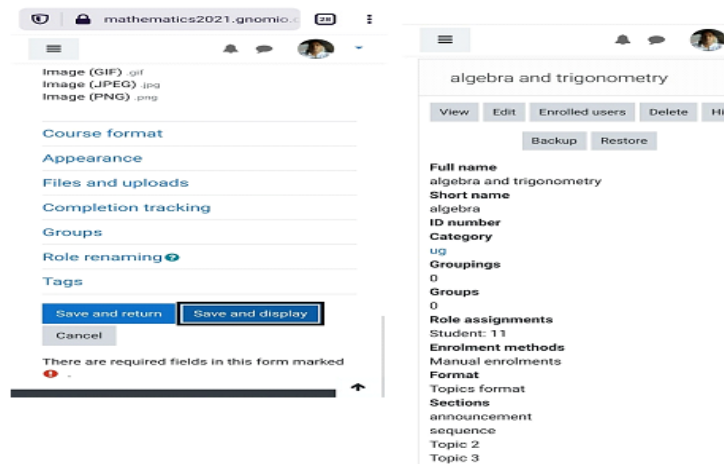 mathematics2021.gnomio.c
28
Image (GIF) .gif
Image (JPEG) .jpg
Image (PNG) .png
Course format
Appearance
Files and uploads
Completion tracking
Groups
Role renaming
Tags
Save and return Save and display
Cancel
There are required fields in this form marked
.
algebra and trigonometry
View Edit Enrolled users Delete Hi
Backup Restore
Full name
algebra and trigonometry
Short name
algebra
ID number
Category
ug
Groupings
0
Groups
0
Role assignments
Student: 11
Enrolment methods
Manual enrolments
Format
Topics format
Sections
announcement
sequence
Topic 2
Topic 3